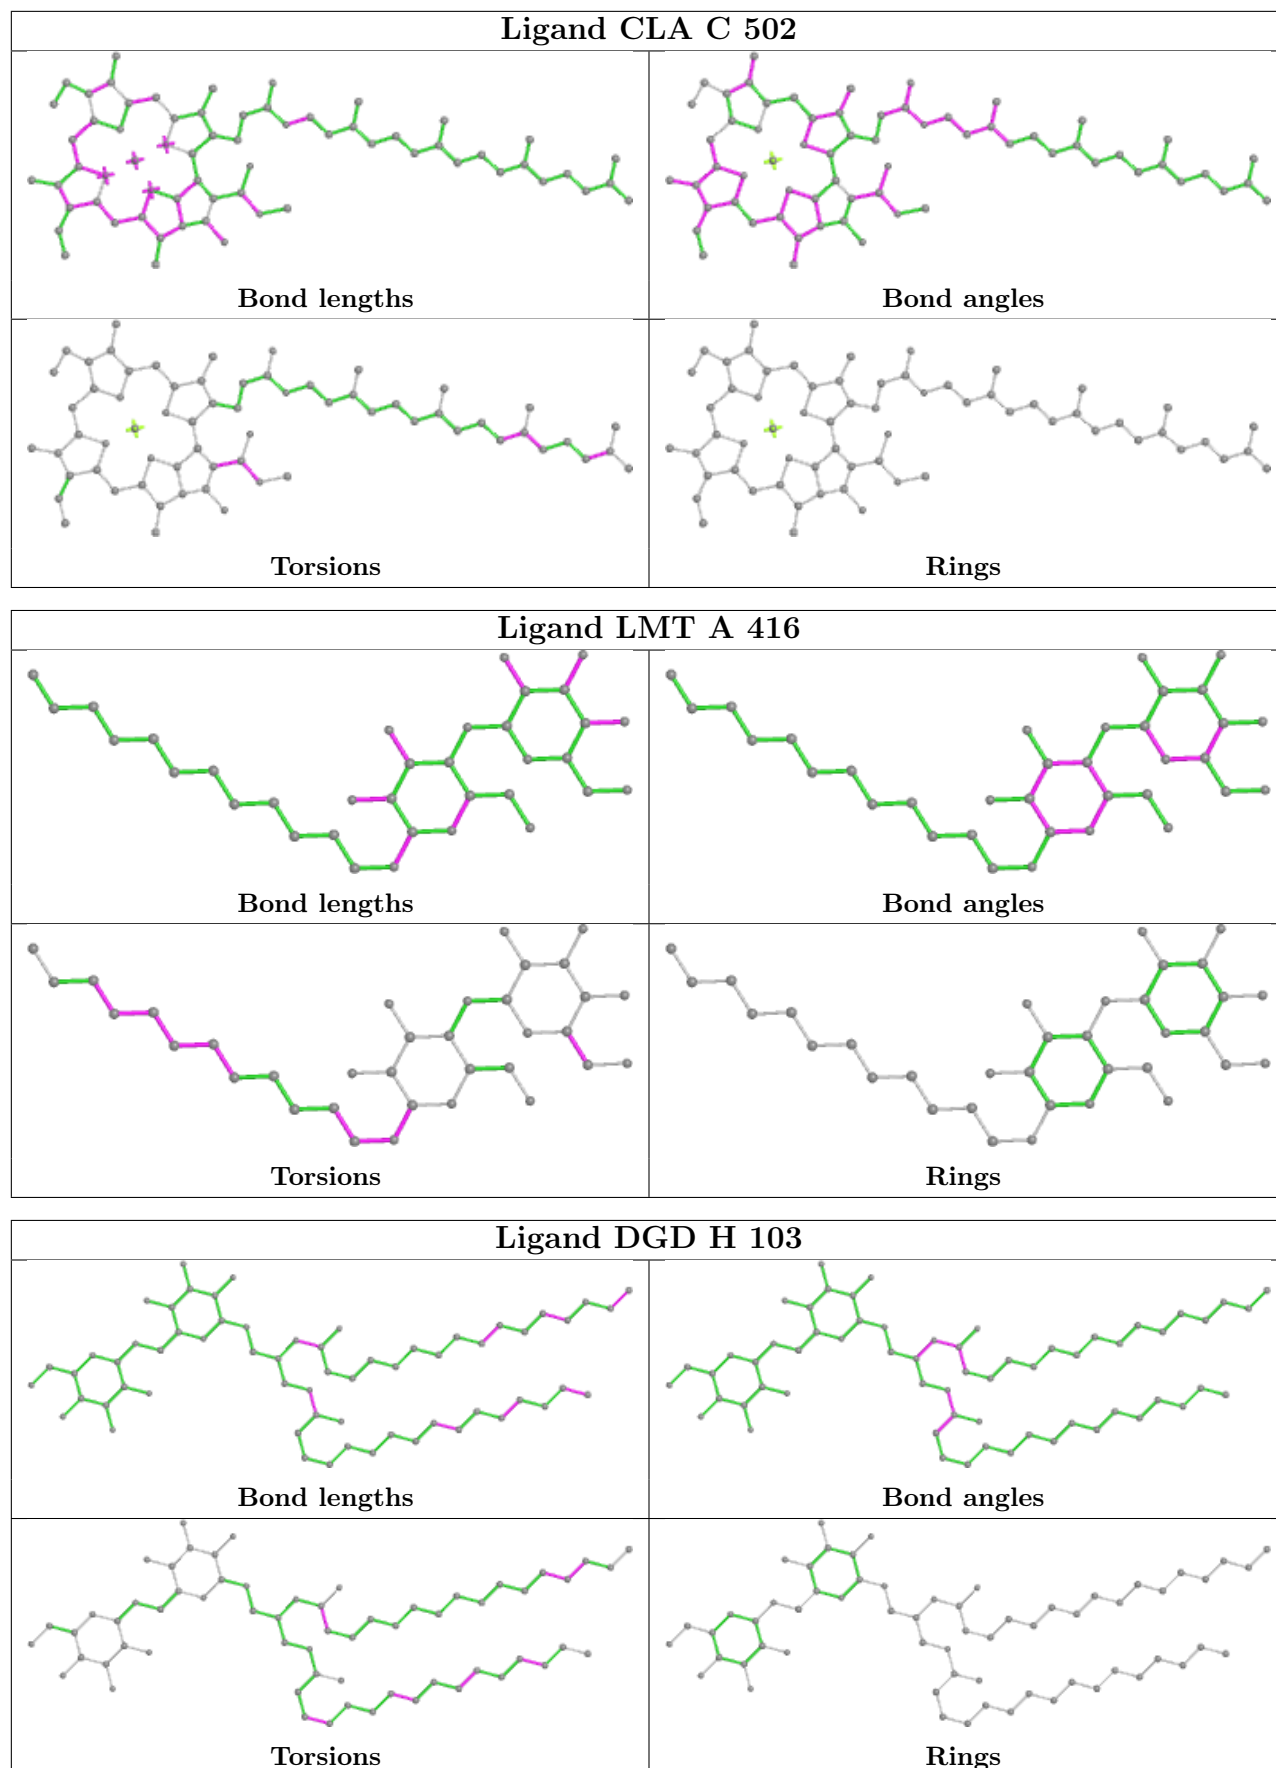 Ligand CLA C 502
Bond lengths
Bond angles
Torsions
Rings
Ligand LMT A 416
Bond lengths
Bond angles
Torsions
Rings
Ligand DGD H 103
Bond lengths
Bond angles
Torsions
Rings